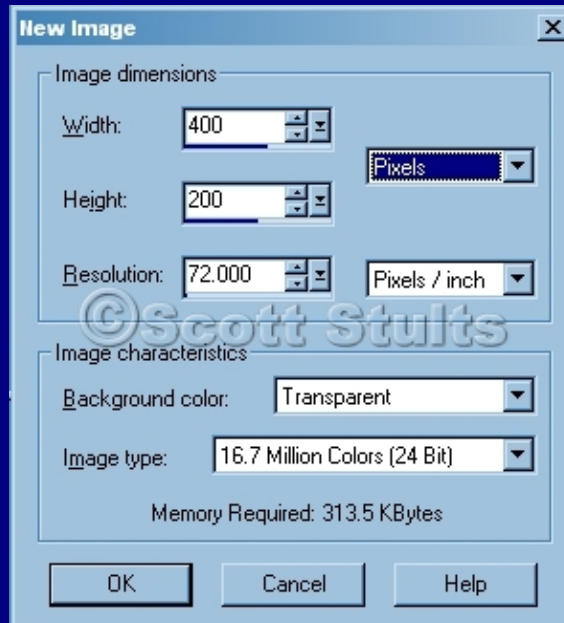 New Image
Image dimensions
Width: 400
Pixels
Height: 200
Resolution: 72.000 Pixels / inch
©Scott Stults
Image characteristics
Background color: Transparent
Image type: 16.7 Million Colors (24 Bit)
Memory Required: 313.5 KBytes
OK Cancel Help